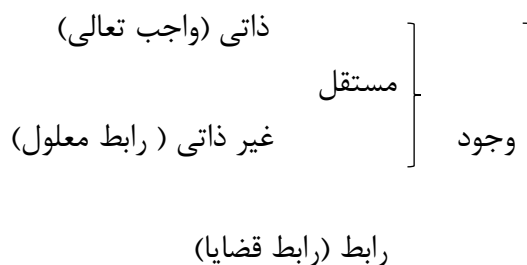 ذاتی (واجب تعالی)
مستقل
وجود
غیر ذاتی ( رابط معلول)
رابط (رابط قضایا)